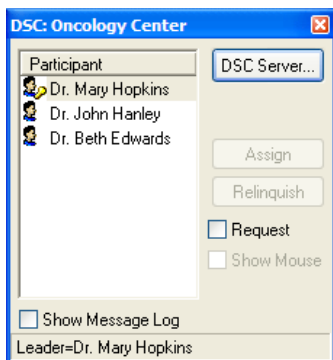 DSC: Oncology Center
Participant
Dr. Mary Hopkins
Dr. John Hanley
Dr. Beth Edwards
DSC Server...
Assign
Relinquish
Request
Show Mouse
Show Message Log
Leader=Dr. Mary Hopkins